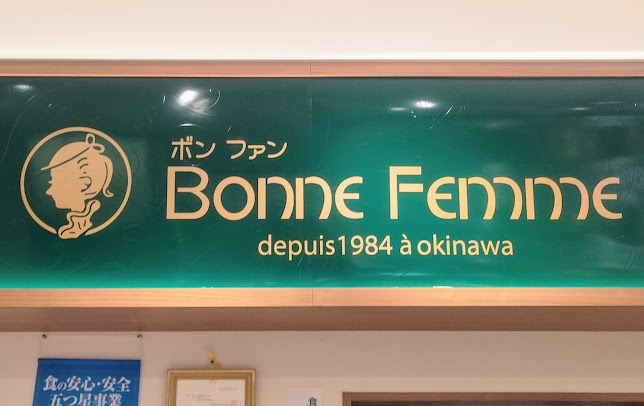 ボン ファン
Bonne Femme
depuis1984 à okinawa
食の安心・安全
五つ星事業
食